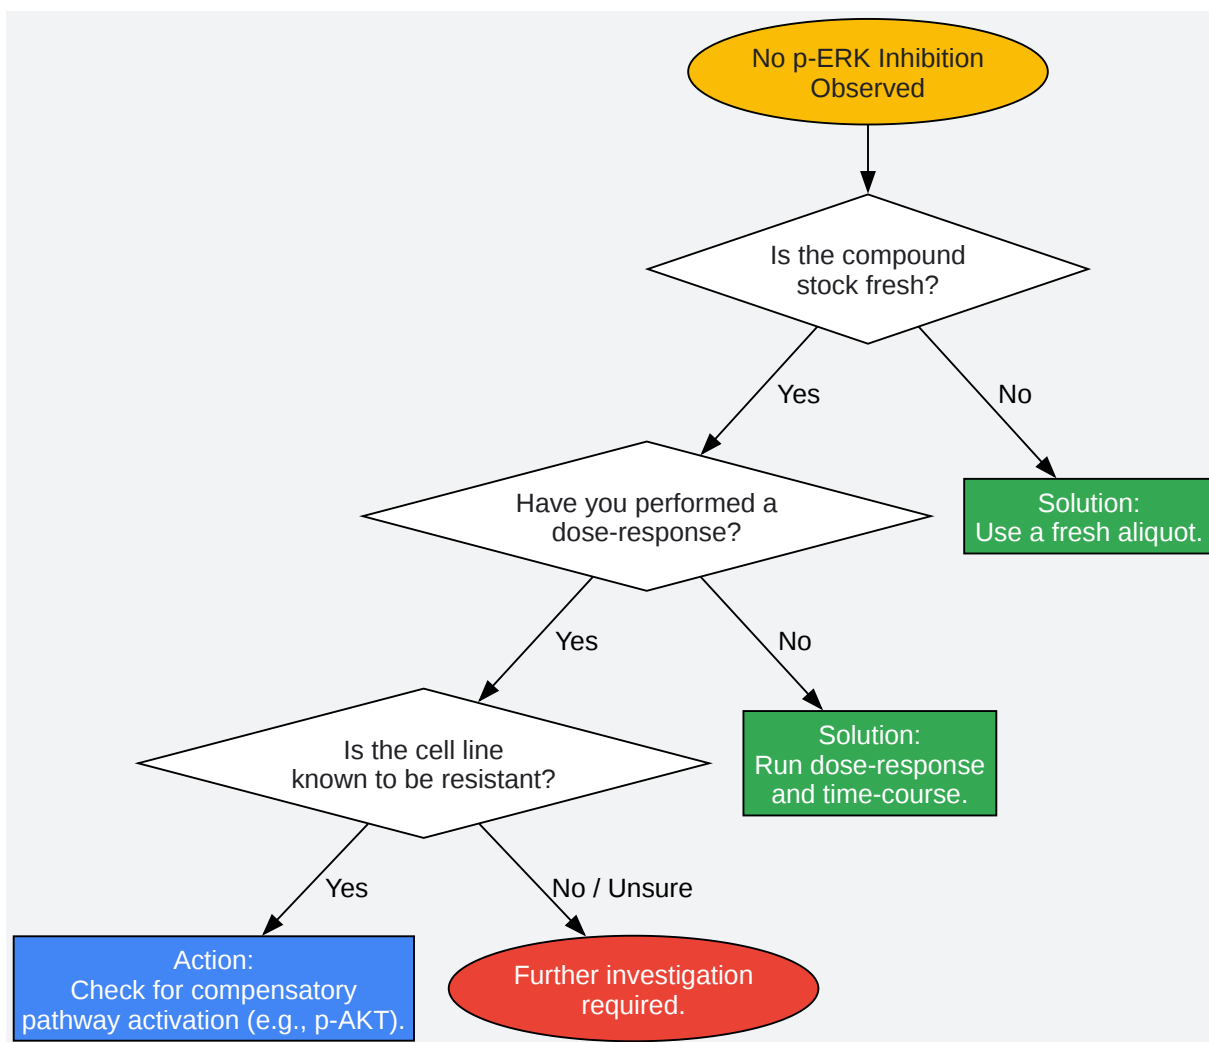 No p-ERK Inhibition
Observed
Is the compound
stock fresh?
Yes
No
Have you performed a
dose-response?
Solution:
Use a fresh aliquot.
Yes
No
Is the cell line
known to be resistant?
Solution:
Run dose-response
and time-course.
Yes
No / Unsure
Action:
Check for compensatory
pathway activation (e.g., p-AKT).
Further investigation
required.